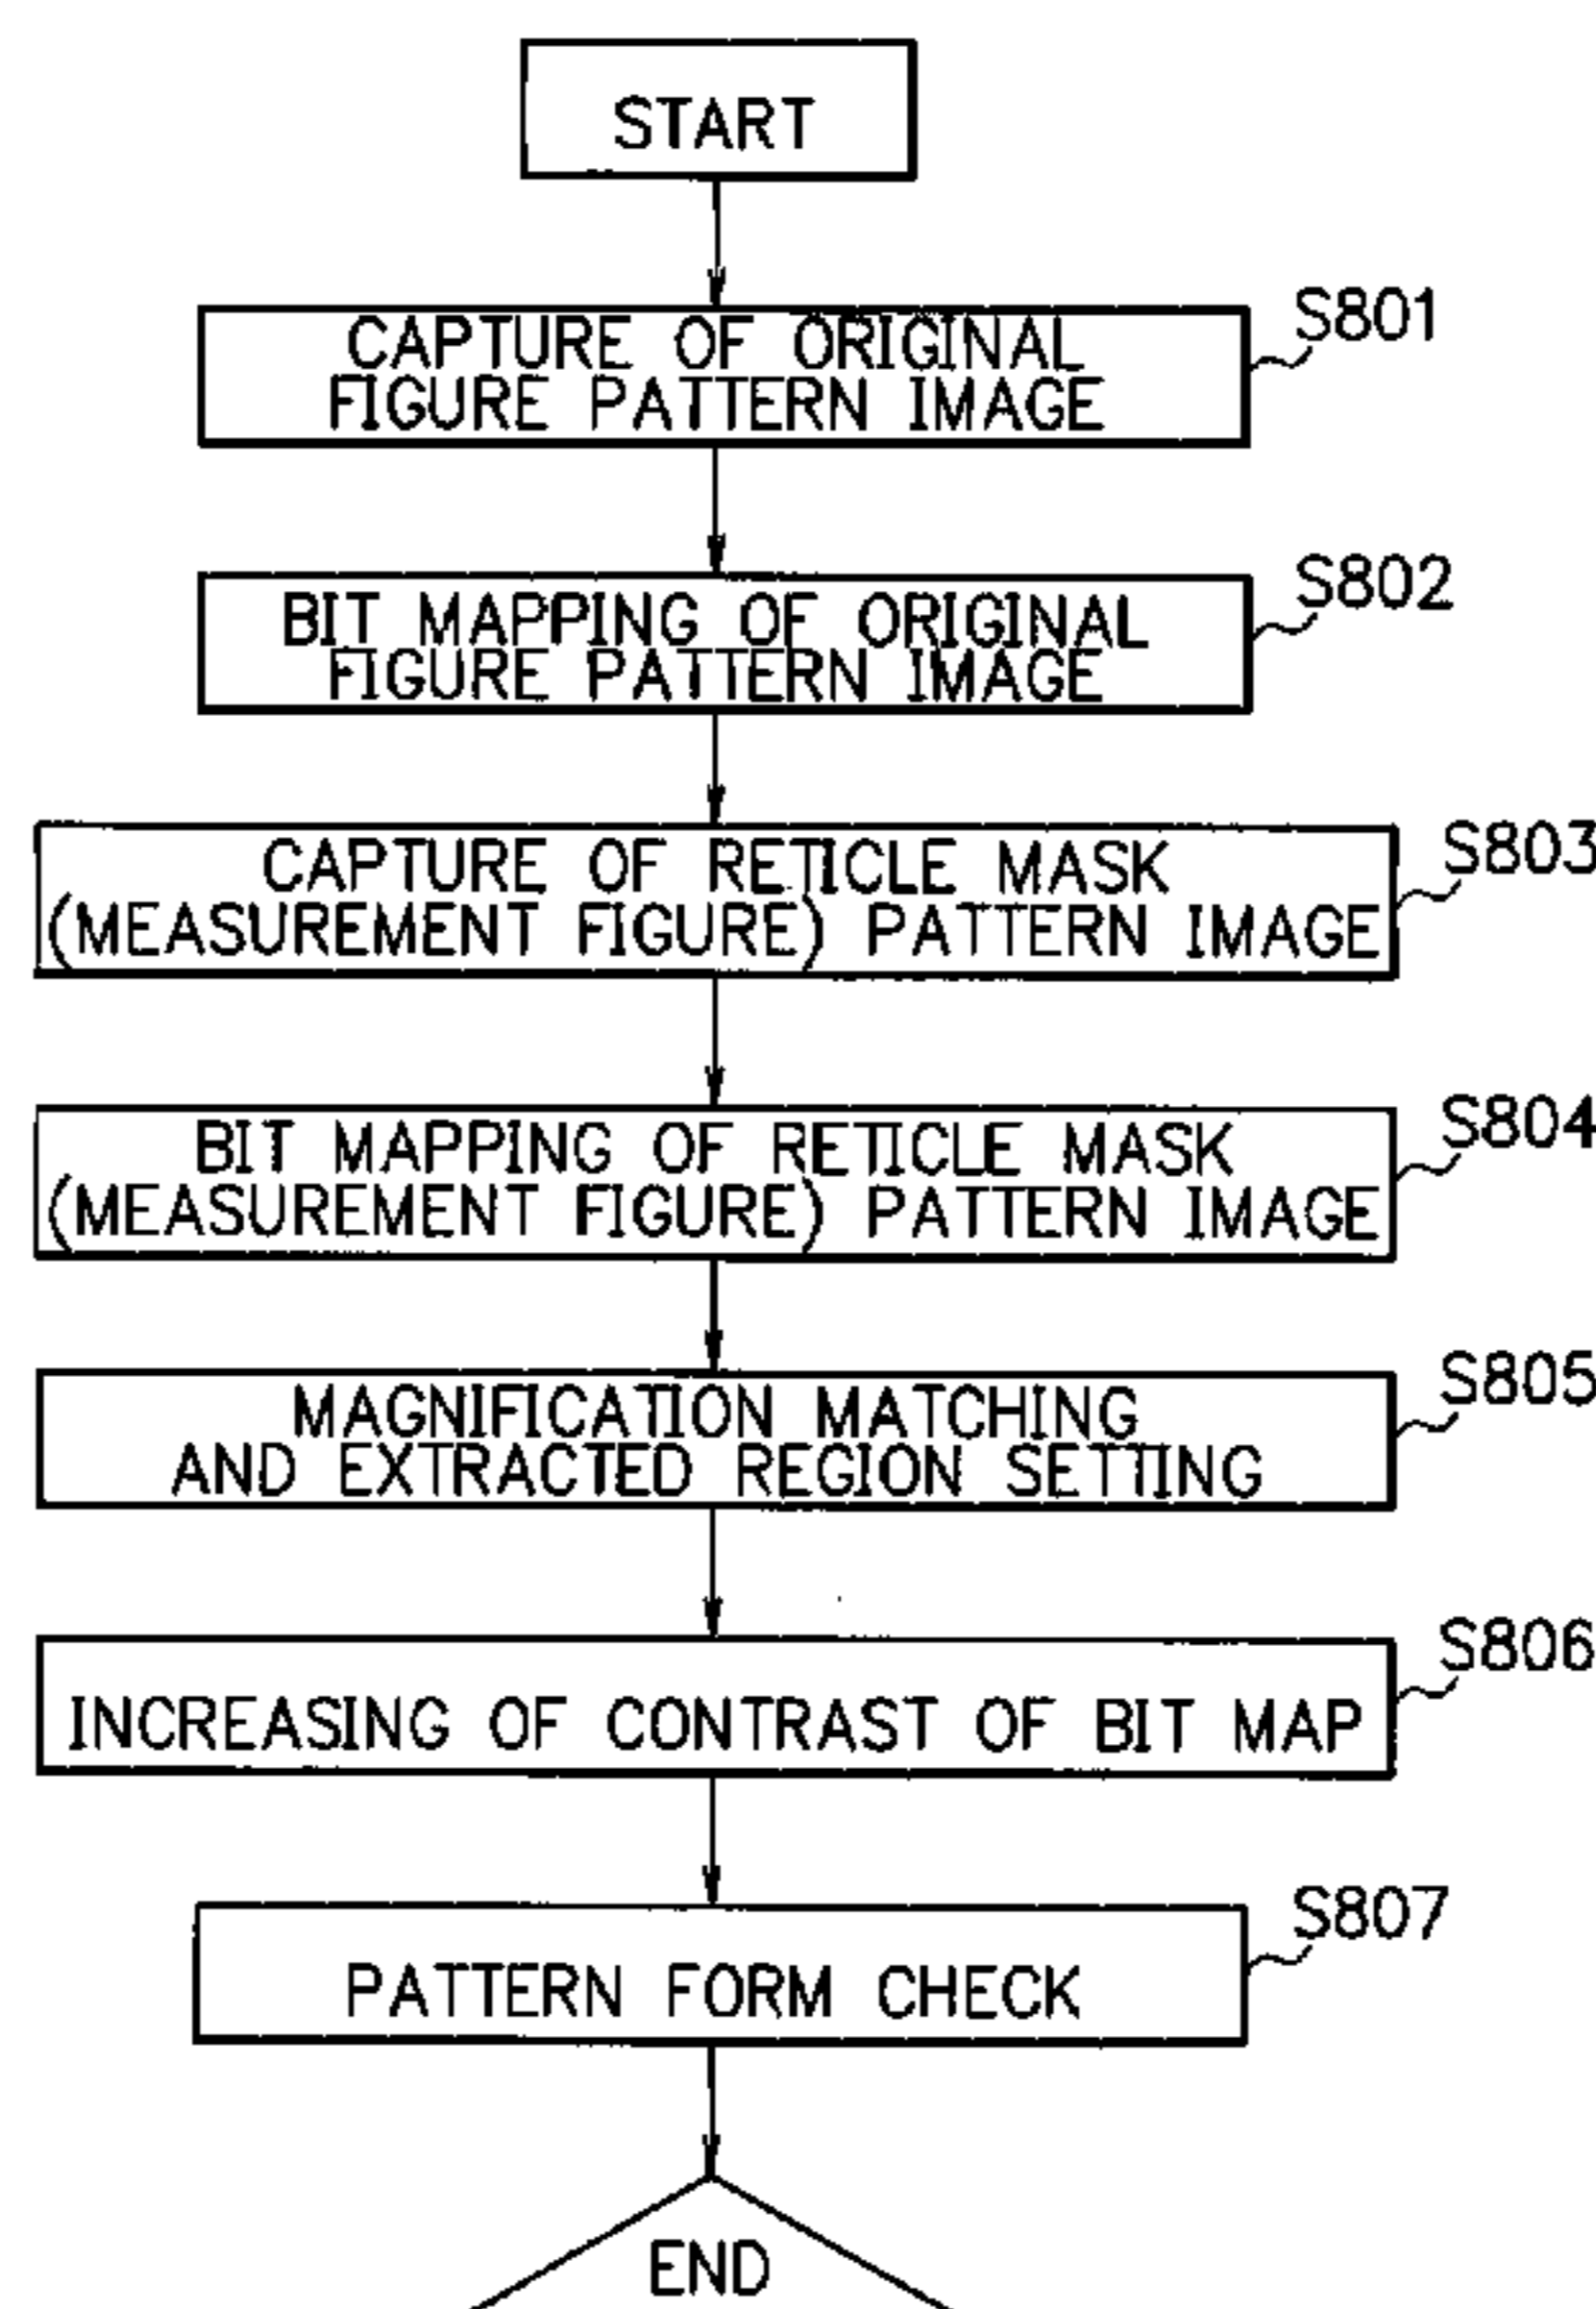 START
CAPTURE OF ORIGINAL
FIGURE PATTERN IMAGE
S801
BIT MAPPING OF ORIGINAL
FIGURE PATTERN IMAGE
S802
CAPTURE OF RETICLE MASK
(MEASUREMENT FIGURE) PATTERN IMAGE
S803
BIT MAPPING OF RETICLE MASK
(MEASUREMENT FIGURE) PATTERN IMAGE
S804
MAGNIFICATION MATCHING
AND EXTRACTED REGION SETTING
S805
INCREASING OF CONTRAST OF BIT MAP
S806
PATTERN FORM CHECK
S807
END